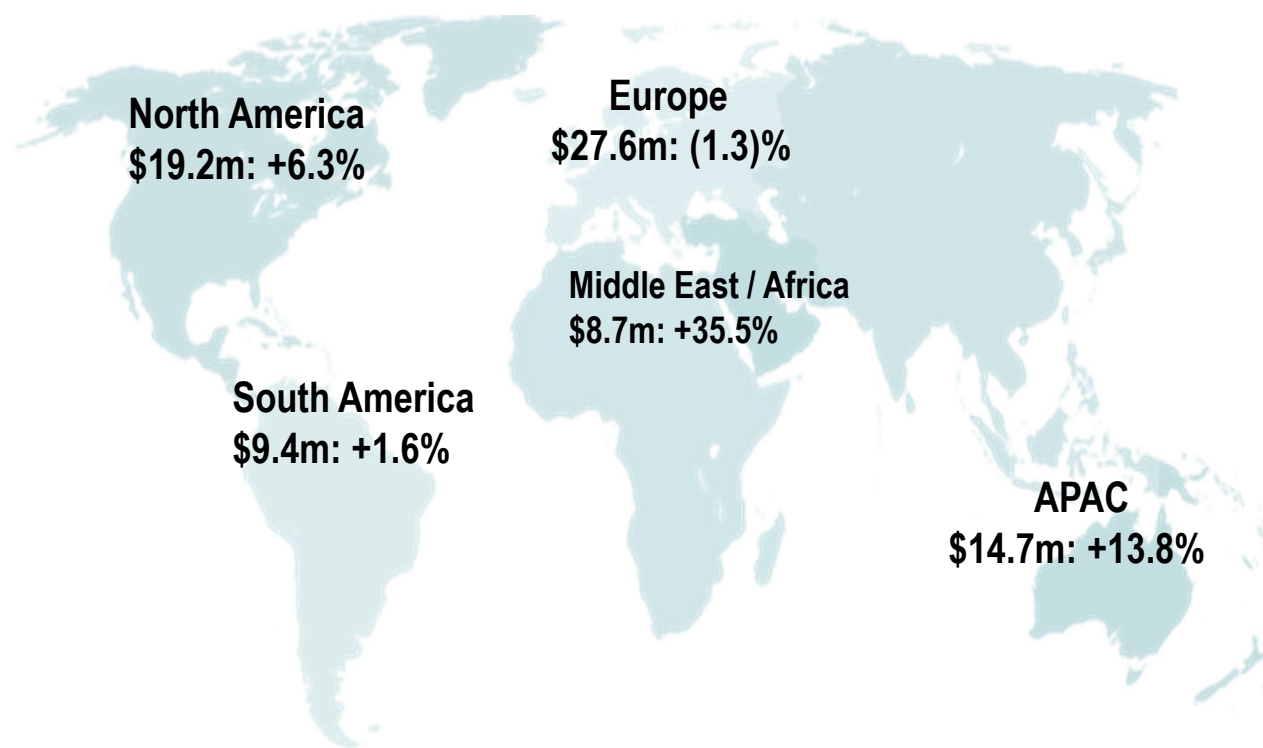 North America
$19.2m: +6.3%
Europe
$27.6m: (1.3)%
Middle East / Africa
$8.7m: +35.5%
South America
$9.4m: +1.6%
APAC
$14.7m: +13.8%